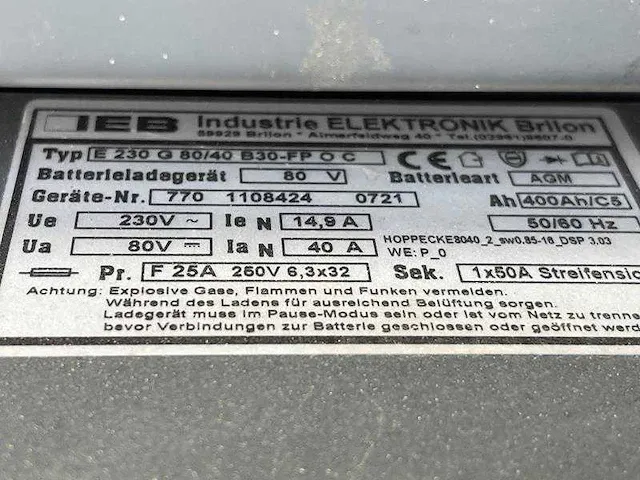 IEB Industrie ELEKTRONIK Brilon
59929 Brilon * Almerfeldweg 40 * Tel.
Typ E 230 G 80/40 B30-FP O C
Batterieladegerät 80 V Batterieart AGM
Geräte-Nr. 770 1108424 0721 Ah 400Ah/C5
Ue 230V ~ Ie N 14,9 A 50/60 Hz
Ua 80V Ia N 40 A HOPPECKE8040_2_sw0.85-16_DSP 3.03
WE: P_0
Pr. F 25A 250V 6,3x32 Sek. 1x50A Streifensic
Achtung: Explosive Gase, Flammen und Funken vermeiden.
Während des Ladens für ausreichend Belüftung sorgen.
Ladegerät muss im Pause-Modus sein oder ist vom Netz zu trenne
bevor Verbindungen zur Batterie geschlossen oder geöffnet werd